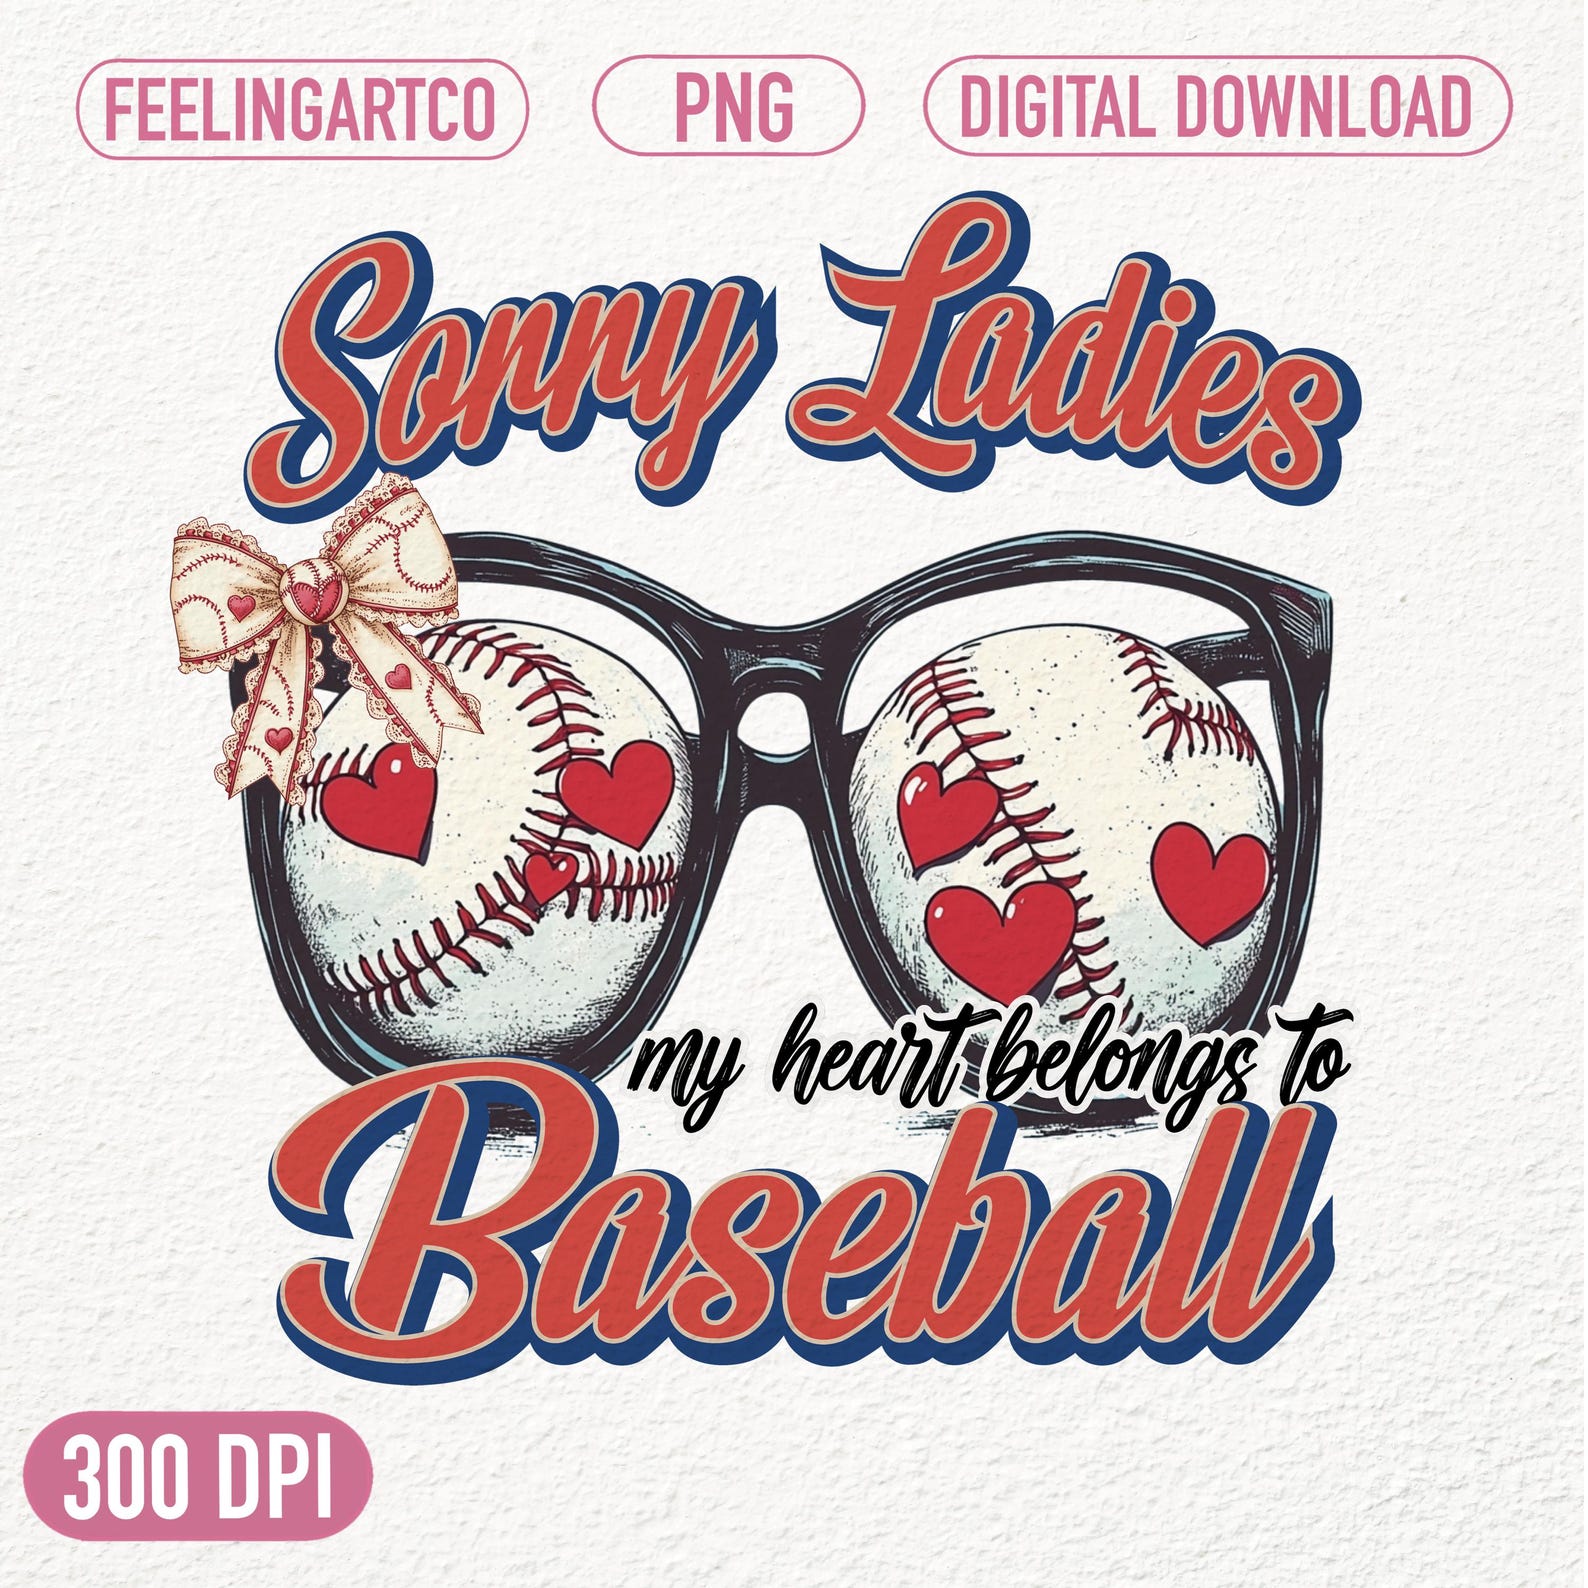 FEELINGARTCO
PNG
DIGITAL DOWNLOAD
Sorry Ladies
my heart belongs to
Baseball
300 DPI